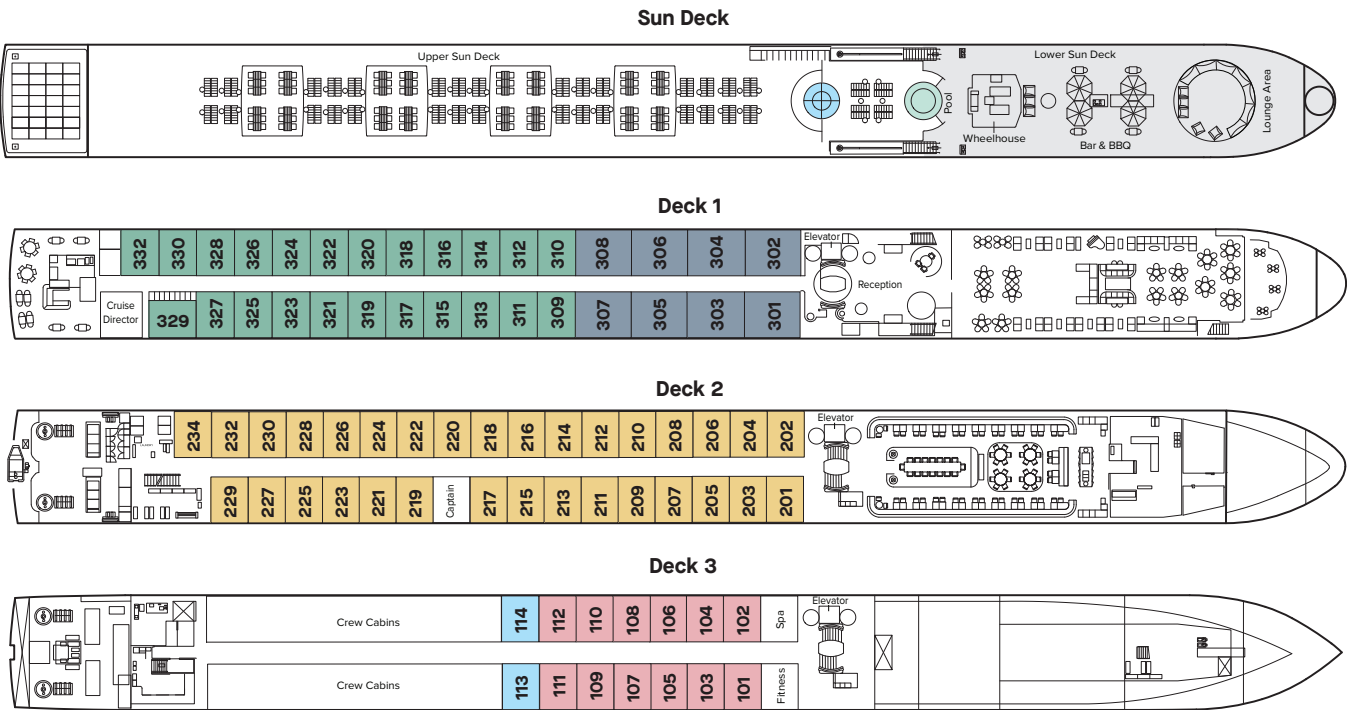 Sun Deck
Upper Sun Deck
Lower Sun Deck
Pool
Wheelhouse
Bar & BBQ
Lounge Area
Deck 1
332 330 328 326 324 322 320 318 316 314 312 310 308 306 304 302
Elevator
Reception
Cruise
Director
329 327 325 323 321 319 317 315 313 311 309 307 305 303 301
Deck 2
234 232 230 228 226 224 222 220 218 216 214 212 210 208 206 204 202
Elevator
229 227 225 223 221 219 Captain 217 215 213 211 209 207 205 203 201
Deck 3
Crew Cabins 114 112 110 108 106 104 102 Spa
Elevator
Crew Cabins 113 111 109 107 105 103 101 Fitness